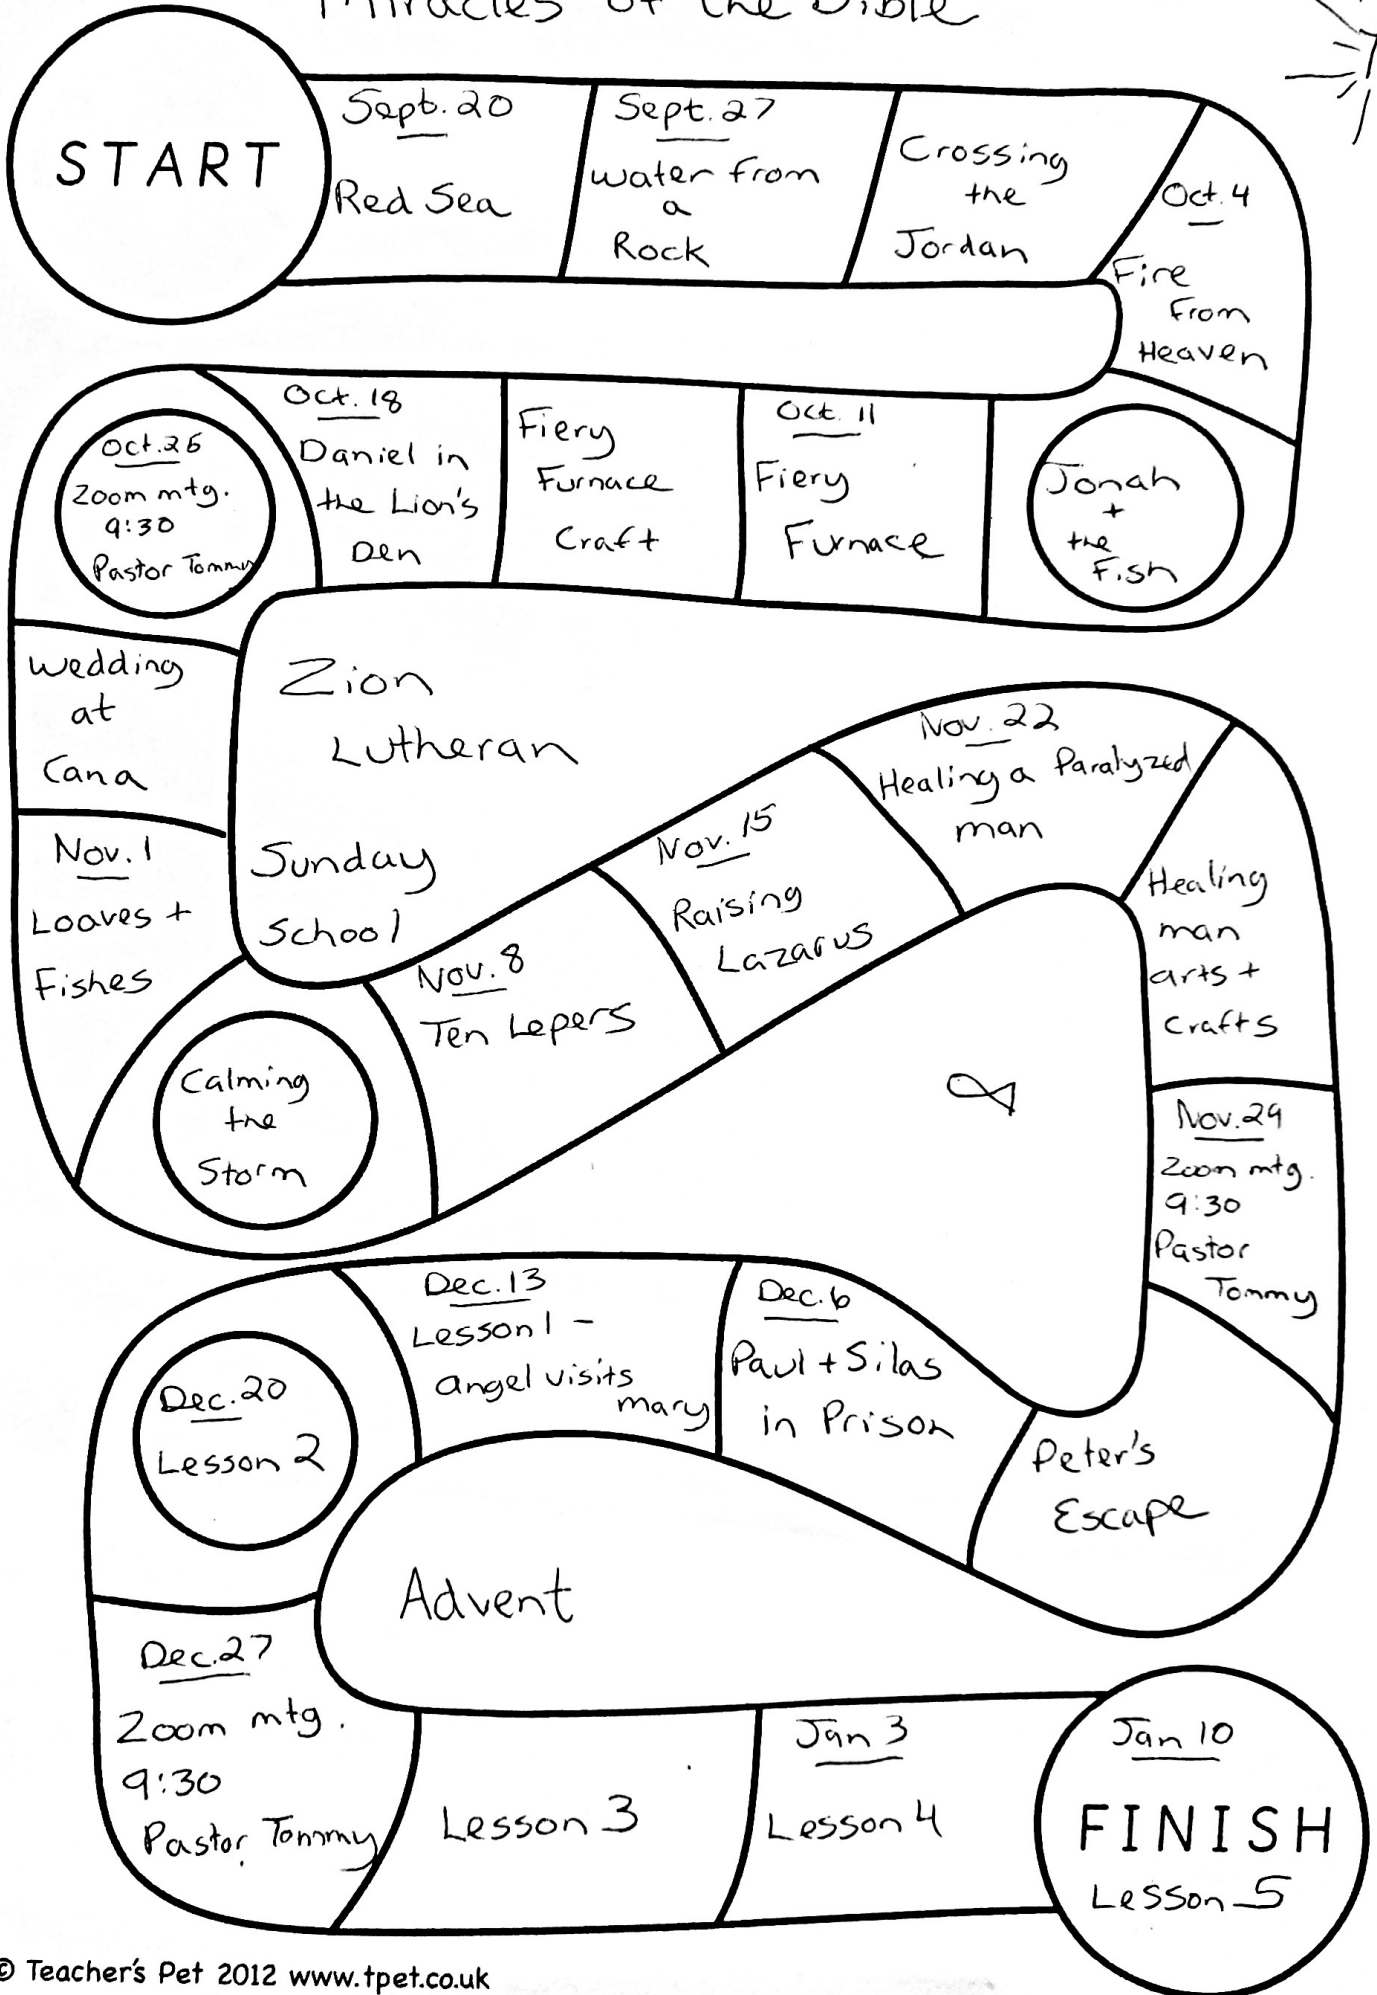 Miracles of the Bible
START
Sept. 20
Red Sea
Sept. 27
water from
a
Rock
Crossing
the
Jordan
Oct. 4
Fire
From
Heaven
Jonah
+
the
Fish
Oct. 11
Fiery
Furnace
Fiery
Furnace
Craft
Oct. 18
Daniel in
the Lion's
Den
Oct. 25
Zoom mtg.
9:30
Pastor Tommy
Wedding
at
Cana
Nov. 1
Loaves +
Fishes
Zion
Lutheran
Sunday
School
Calming
the
Storm
Nov. 8
Ten Lepers
Nov. 15
Raising
Lazarus
Nov. 22
Healing a Paralyzed
man
Healing
man
arts +
crafts
Nov. 29
Zoom mtg.
9:30
Pastor
Tommy
Peter's
Escape
Dec. 6
Paul + Silas
in Prison
Dec. 13
Lesson 1 -
angel visits
mary
Dec. 20
Lesson 2
Advent
Dec. 27
Zoom mtg.
9:30
Pastor Tommy
Lesson 3
Jan 3
Lesson 4
Jan 10
FINISH
Lesson 5
© Teacher's Pet 2012 www.tpet.co.uk